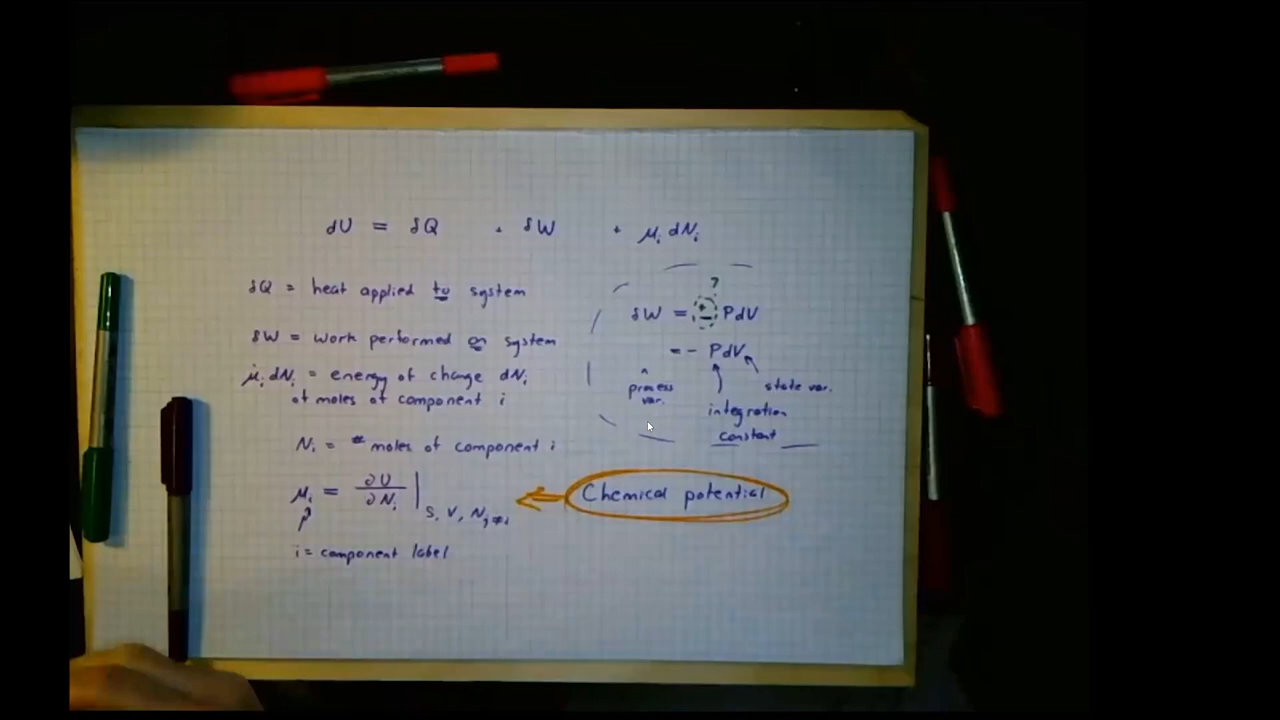 dU = δQ + δW + μᵢ dNᵢ
δQ = heat applied to system
δW = work performed on system
μᵢ dNᵢ = energy of change dNᵢ
of moles of component i
Nᵢ = # moles of component i
μᵢ = ∂U/∂Nᵢ | S, V, Nj≠i
i = component label
?
δW = ± PdV
= - PdV
process
var.
state var.
integration
constant
Chemical potential